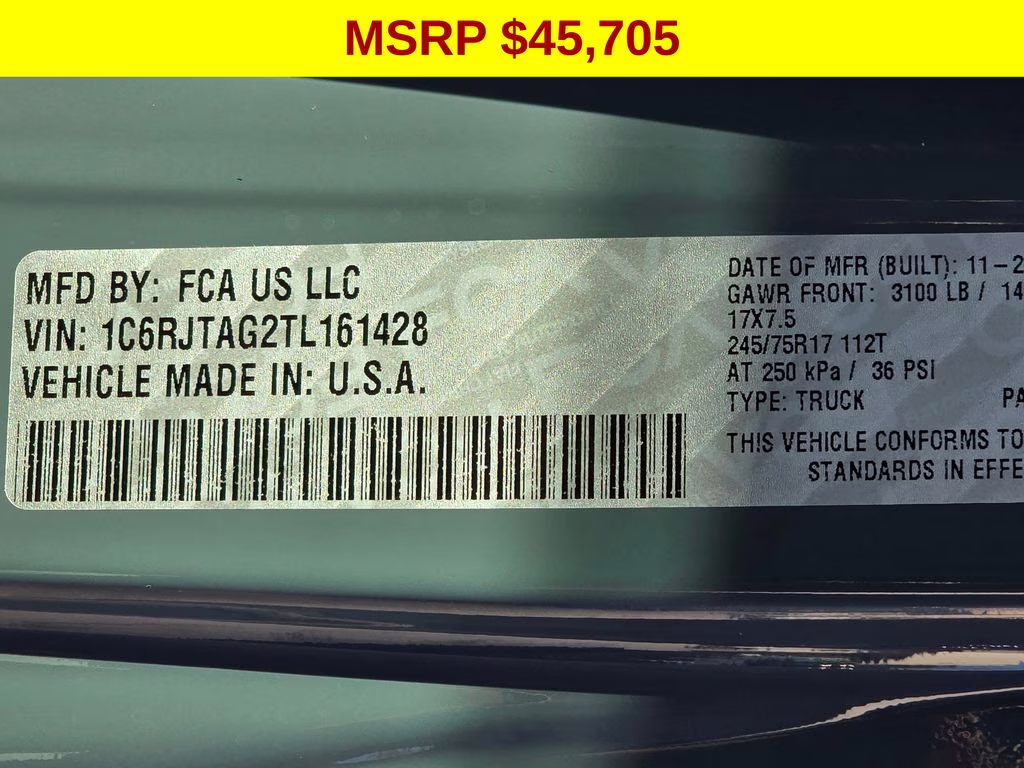 MSRP $45,705
MFD BY: FCA US LLC
VIN: 1C6RJTAG2TL161428
VEHICLE MADE IN: U.S.A.
DATE OF MFR (BUILT): 11-2
GAWR FRONT: 3100 LB / 14
17X7.5
245/75R17 112T
AT 250 kPa / 36 PSI
TYPE: TRUCK PA
THIS VEHICLE CONFORMS TO
STANDARDS IN EFFE